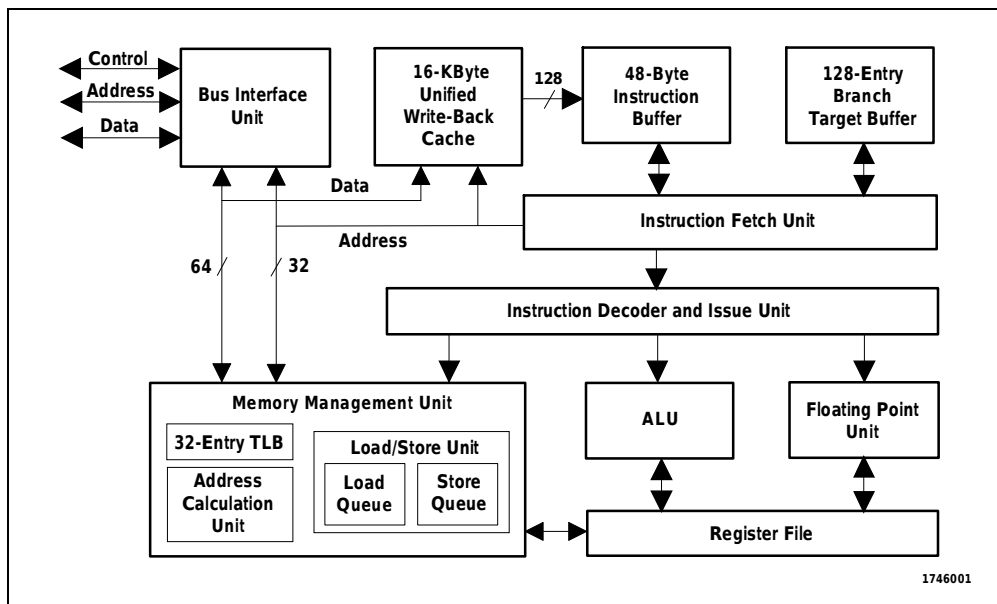 Control
Address
Data
Bus Interface
Unit
16-KByte
Unified
Write-Back
Cache
128
48-Byte
Instruction
Buffer
128-Entry
Branch
Target Buffer
Data
Instruction Fetch Unit
Address
64
32
Instruction Decoder and Issue Unit
Memory Management Unit
32-Entry TLB
Address
Calculation
Unit
Load/Store Unit
Load
Queue
Store
Queue
ALU
Floating Point
Unit
Register File
1746001